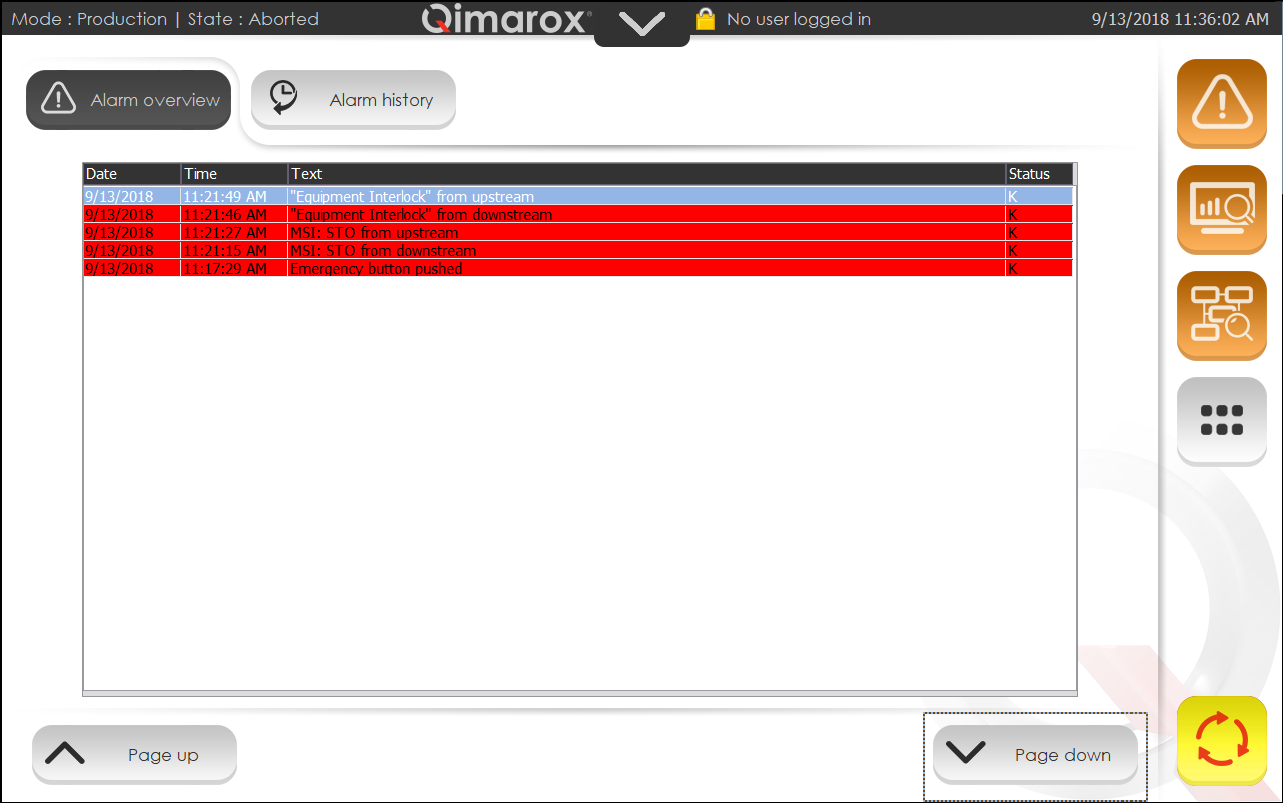 Mode : Production | State : Aborted Qimarox® No user logged in 9/13/2018 11:36:02 AM
Alarm overview Alarm history
Date Time Text Status
9/13/2018 11:21:49 AM "Equipment Interlock" from upstream K
9/13/2018 11:21:46 AM "Equipment Interlock" from downstream K
9/13/2018 11:21:27 AM MSI: STO from upstream K
9/13/2018 11:21:15 AM MSI: STO from downstream K
9/13/2018 11:17:29 AM Emergency button pushed K
Page up Page down